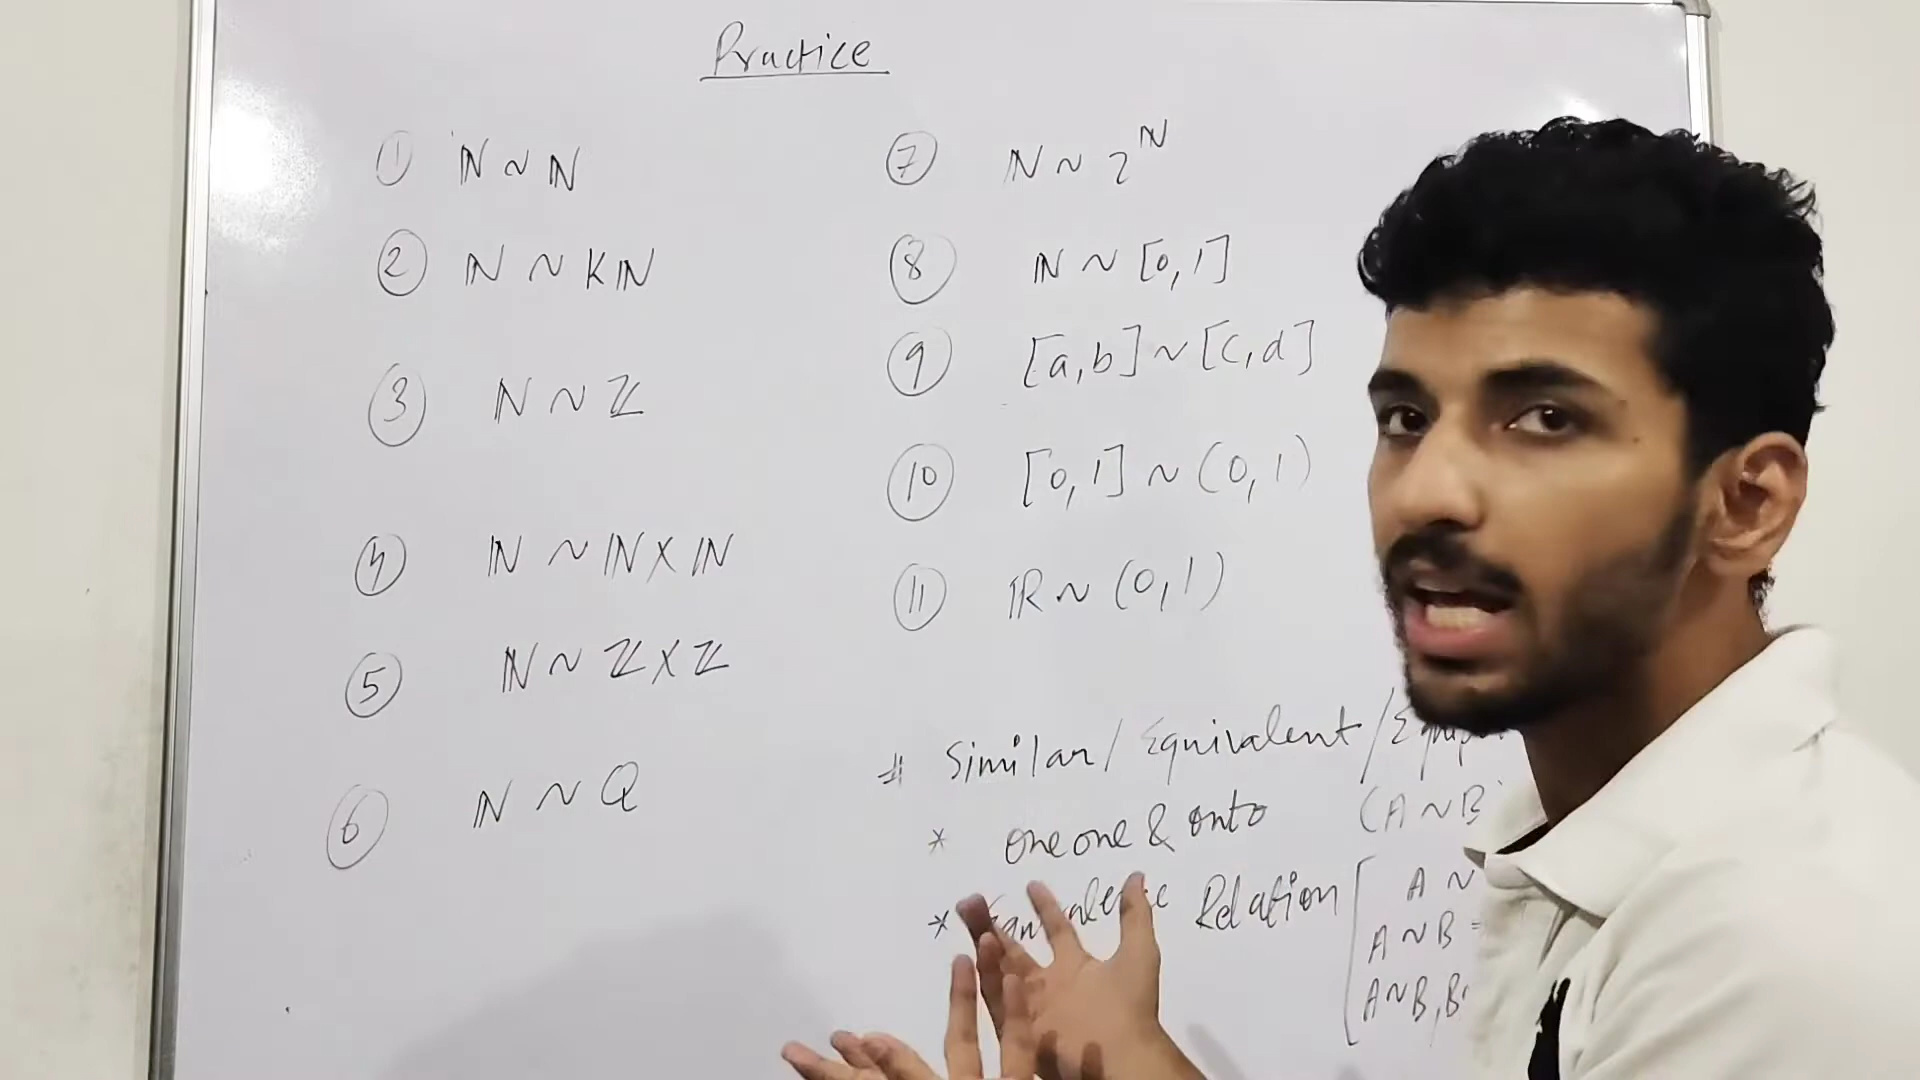 Practice
① ℕ ~ ℕ
② ℕ ~ Kℕ
③ ℕ ~ ℤ
④ ℕ ~ ℕ × ℕ
⑤ ℕ ~ ℤ × ℤ
⑥ ℕ ~ Q
⑦ ℕ ~ 2^ℕ
⑧ ℕ ~ [0,1]
⑨ [a,b] ~ [c,d]
⑩ [0,1] ~ (0,1)
⑪ ℝ ~ (0,1)
# Similar / Equivalent /
* one one & onto (A ~ B
* Relation [ A ~
A ~ B =
A ~ B, B